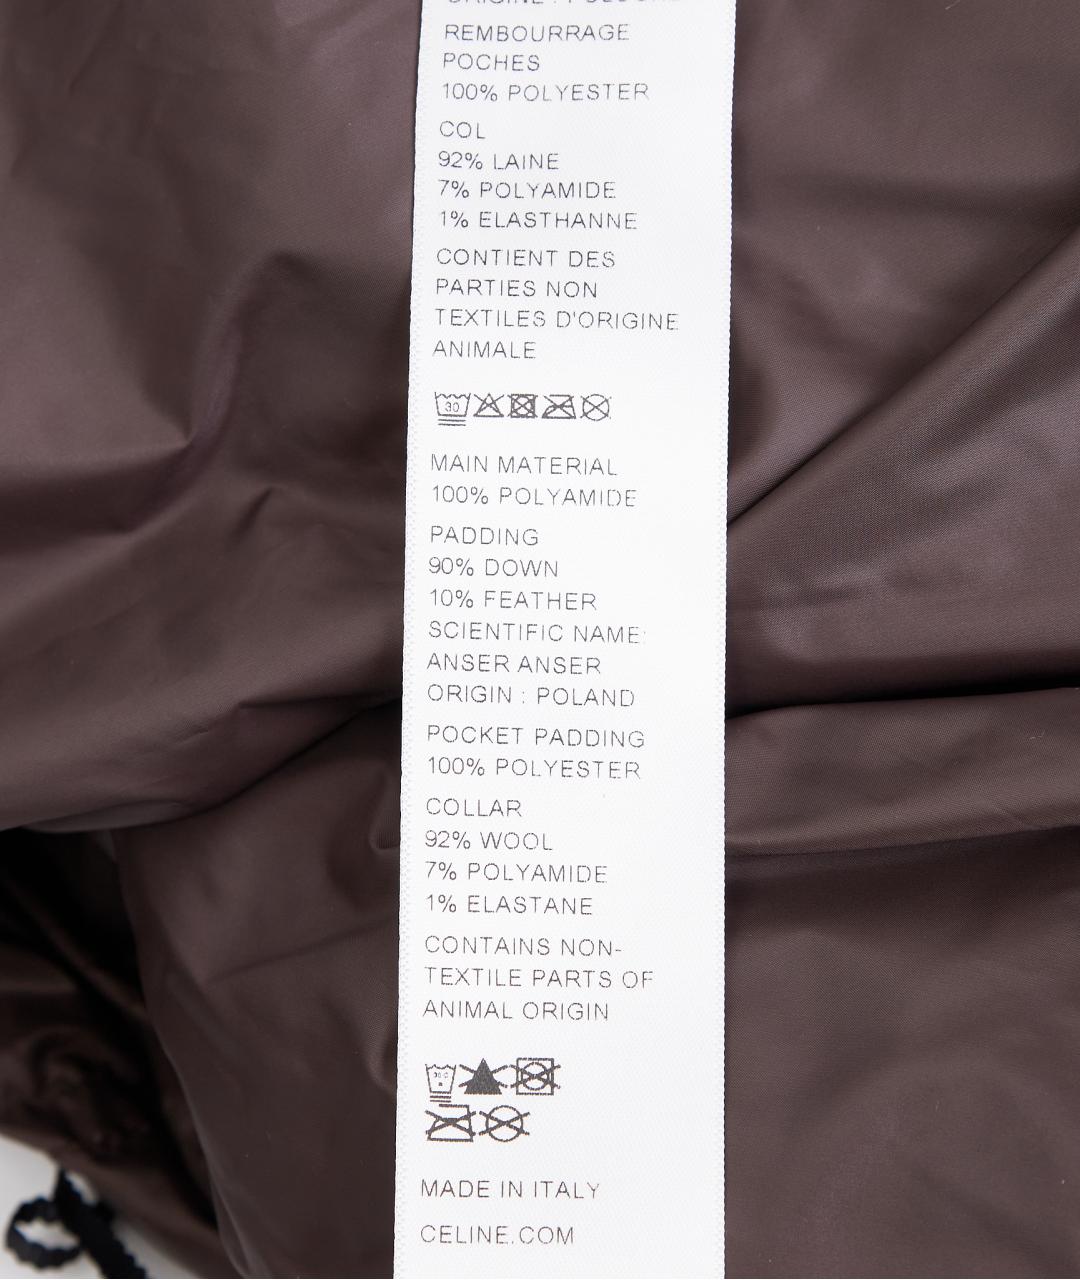 REMBOURRAGE
POCHES
100% POLYESTER
COL
92% LAINE
7% POLYAMIDE
1% ELASTHANNE
CONTIENT DES
PARTIES NON
TEXTILES D'ORIGINE
ANIMALE
30
MAIN MATERIAL
100% POLYAMIDE
PADDING
90% DOWN
10% FEATHER
SCIENTIFIC NAME:
ANSER ANSER
ORIGIN : POLAND
POCKET PADDING
100% POLYESTER
COLLAR
92% WOOL
7% POLYAMIDE
1% ELASTANE
CONTAINS NON-
TEXTILE PARTS OF
ANIMAL ORIGIN
MADE IN ITALY
CELINE.COM